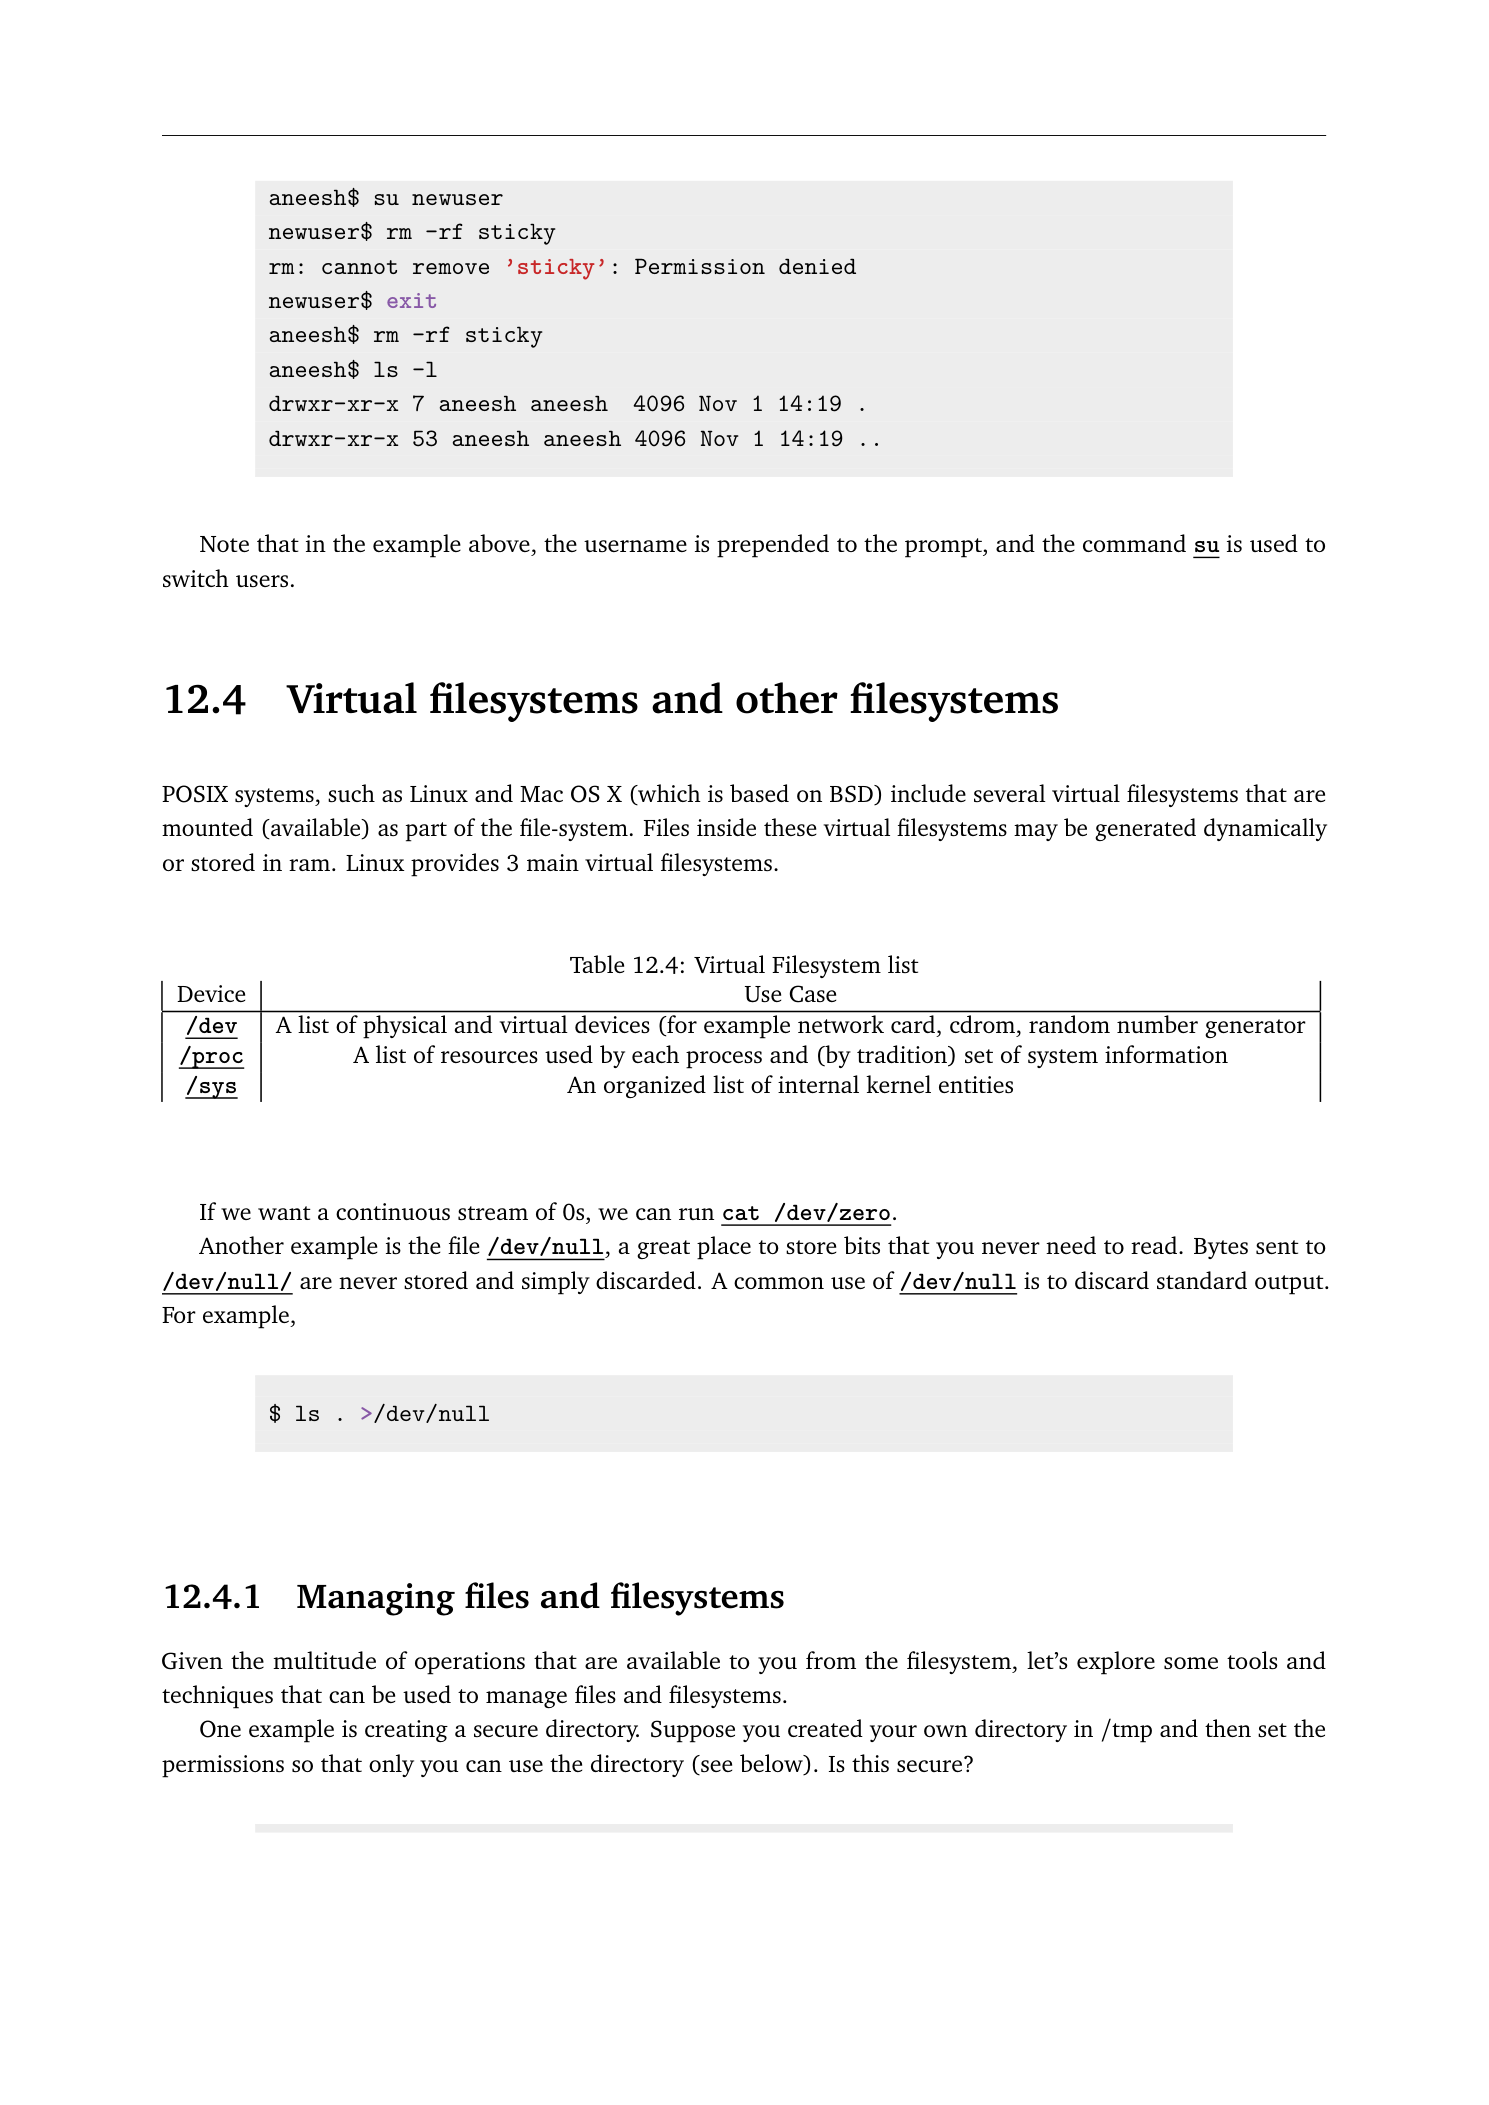 aneesh$ su newuser
newuser$ rm -rf sticky
rm: cannot remove ’sticky’: Permission denied
newuser$ exit
aneesh$ rm -rf sticky
aneesh$ ls -l
drwxr-xr-x 7 aneesh aneesh  4096 Nov 1 14:19 .
drwxr-xr-x 53 aneesh aneesh 4096 Nov 1 14:19 ..
Note that in the example above, the username is prepended to the prompt, and the command su is used to
switch users.
12.4 Virtual filesystems and other filesystems
POSIX systems, such as Linux and Mac OS X (which is based on BSD) include several virtual filesystems that are
mounted (available) as part of the file-system. Files inside these virtual filesystems may be generated dynamically
or stored in ram. Linux provides 3 main virtual filesystems.
Table 12.4: Virtual Filesystem list
Device Use Case
/dev A list of physical and virtual devices (for example network card, cdrom, random number generator
/proc A list of resources used by each process and (by tradition) set of system information
/sys An organized list of internal kernel entities
If we want a continuous stream of 0s, we can run cat /dev/zero.
Another example is the file /dev/null, a great place to store bits that you never need to read. Bytes sent to
/dev/null/ are never stored and simply discarded. A common use of /dev/null is to discard standard output.
For example,
$ ls . >/dev/null
12.4.1 Managing files and filesystems
Given the multitude of operations that are available to you from the filesystem, let’s explore some tools and
techniques that can be used to manage files and filesystems.
One example is creating a secure directory. Suppose you created your own directory in /tmp and then set the
permissions so that only you can use the directory (see below). Is this secure?